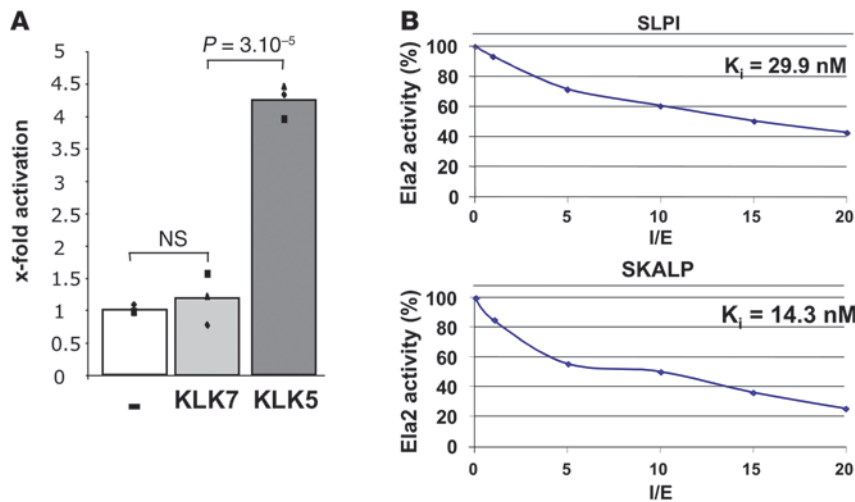 A
P = 3.10⁻⁵
5
4.5
4
3.5
3
2.5
2
1.5
1
0.5
0
x-fold activation
NS
-
KLK7
KLK5
B
SLPI
Kᵢ = 29.9 nM
Ela2 activity (%)
100
80
60
40
20
0
0 5 10 15 20
I/E
SKALP
Kᵢ = 14.3 nM
Ela2 activity (%)
100
80
60
40
20
0
0 5 10 15 20
I/E